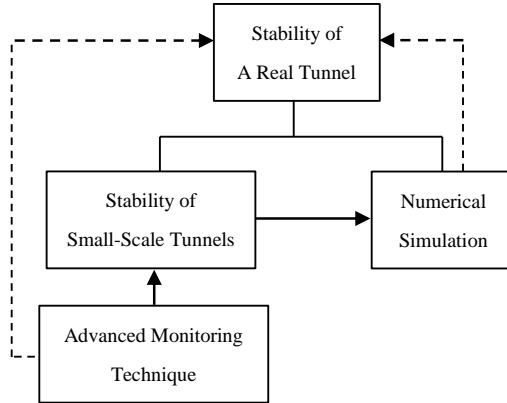 Stability of
A Real Tunnel
Stability of
Small-Scale Tunnels
Numerical
Simulation
Advanced Monitoring
Technique